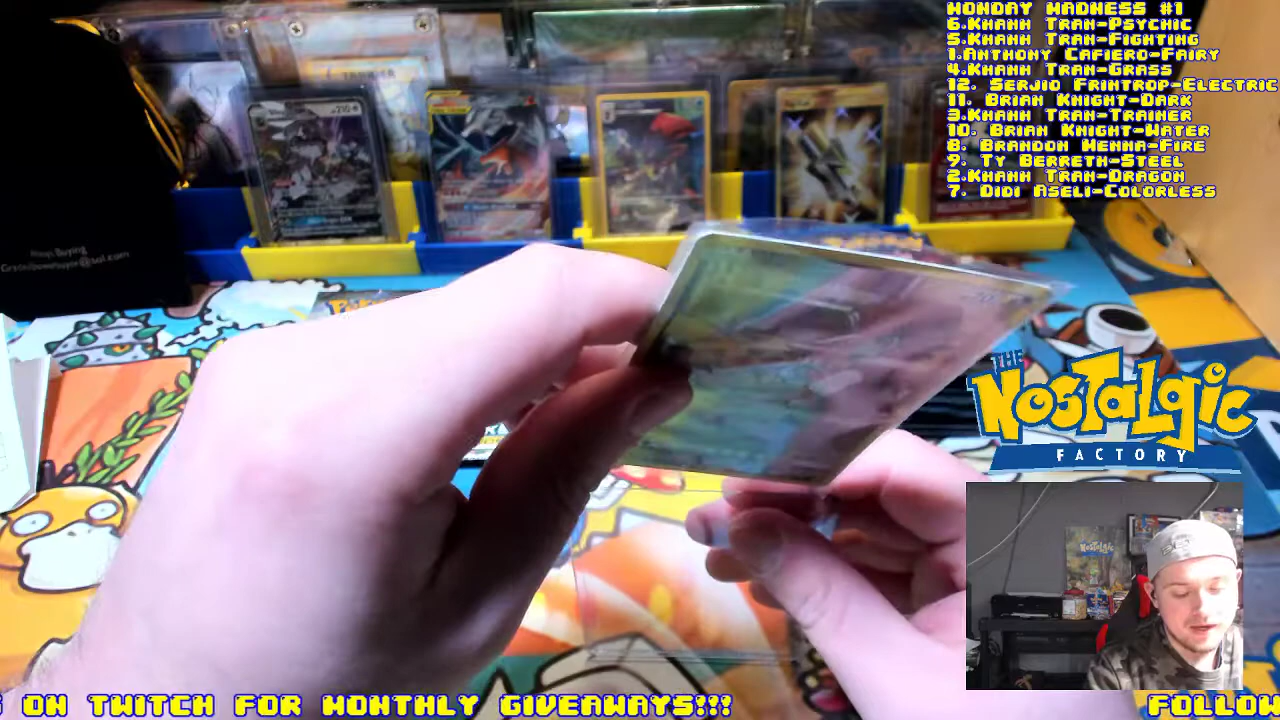 MONDAY MADNESS #1
6.Khanh Tran-Psychic
5.Khanh Tran-Fighting
1.Anthony Cafiero-Fairy
4.Khanh Tran-Grass
12. Serjio Frintrop-Electric
11. Brian Knight-Dark
3.Khanh Tran-Trainer
10. Brian Knight-Water
8. Brandon Menna-Fire
9. Ty Berreth-Steel
2.Khanh Tran-Dragon
7. Didi Aseli-Colorless
THE
NOSTALGIC
FACTORY
ON TWITCH FOR MONTHLY GIVEAWAYS!!!
FOLLOW